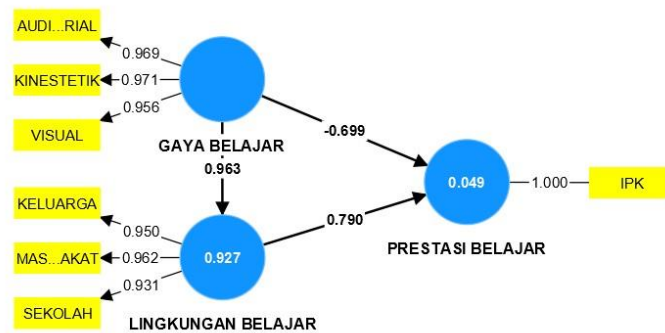 AUDI...RIAL
0.969
KINESTETIK
0.971
0.956
VISUAL
GAYA BELAJAR
-0.699
0.963
0.049
1.000
IPK
KELUARGA
0.790
PRESTASI BELAJAR
0.950
MAS...AKAT
0.962
0.927
0.931
SEKOLAH
LINGKUNGAN BELAJAR